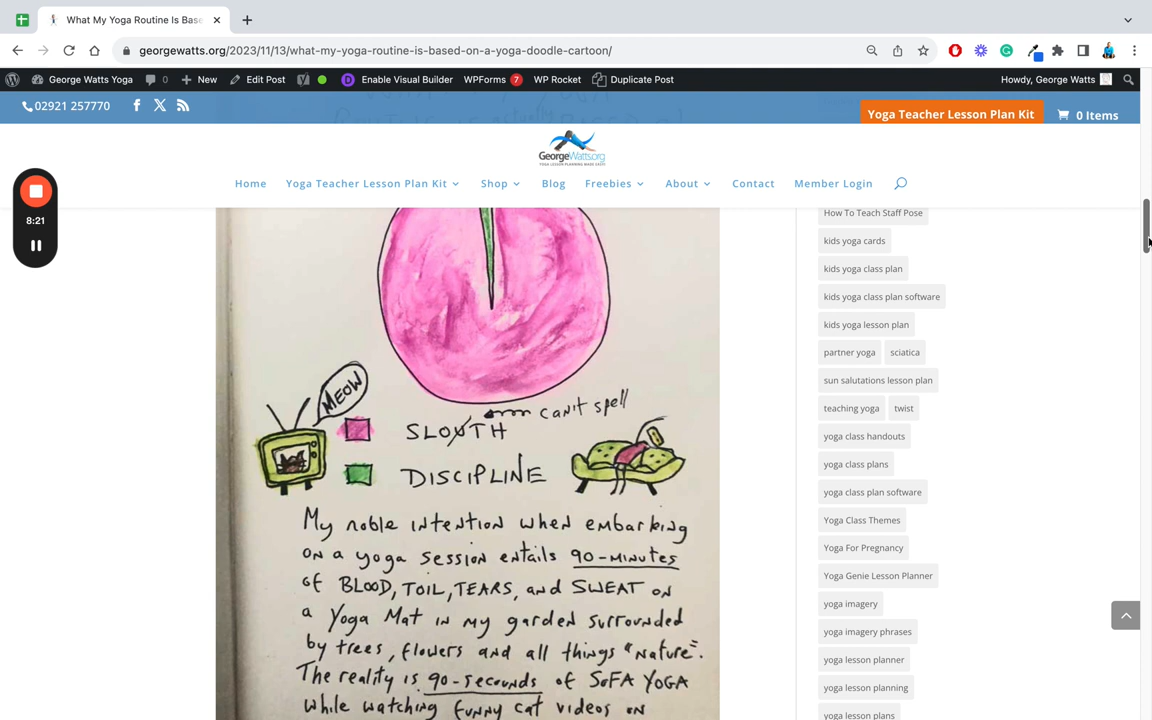 What My Yoga Routine Is Base
georgewatts.org/2023/11/13/what-my-yoga-routine-is-based-on-a-yoga-doodle-cartoon/
George Watts Yoga 0 New Edit Post Enable Visual Builder WPForms 7 WP Rocket Duplicate Post Howdy, George Watts
02921 257770
Yoga Teacher Lesson Plan Kit
0 Items
GeorgeWatts.org
YOGA LESSON PLANNING MADE EASY
Home Yoga Teacher Lesson Plan Kit Shop Blog Freebies About Contact Member Login
8:21
MEOW
can't spell
SLOUTH
DISCIPLINE
My noble intention when embarking
on a yoga session entails 90-minutes
of BLOOD, TOIL, TEARS, and SWEAT on
a Yoga Mat in my garden surrounded
by trees, flowers and all things "nature".
The reality is 90-seconds of SOFA YOGA
while watching funny cat videos on
How To Teach Staff Pose
kids yoga cards
kids yoga class plan
kids yoga class plan software
kids yoga lesson plan
partner yoga sciatica
sun salutations lesson plan
teaching yoga twist
yoga class handouts
yoga class plans
yoga class plan software
Yoga Class Themes
Yoga For Pregnancy
Yoga Genie Lesson Planner
yoga imagery
yoga imagery phrases
yoga lesson planner
yoga lesson planning
yoga lesson plans